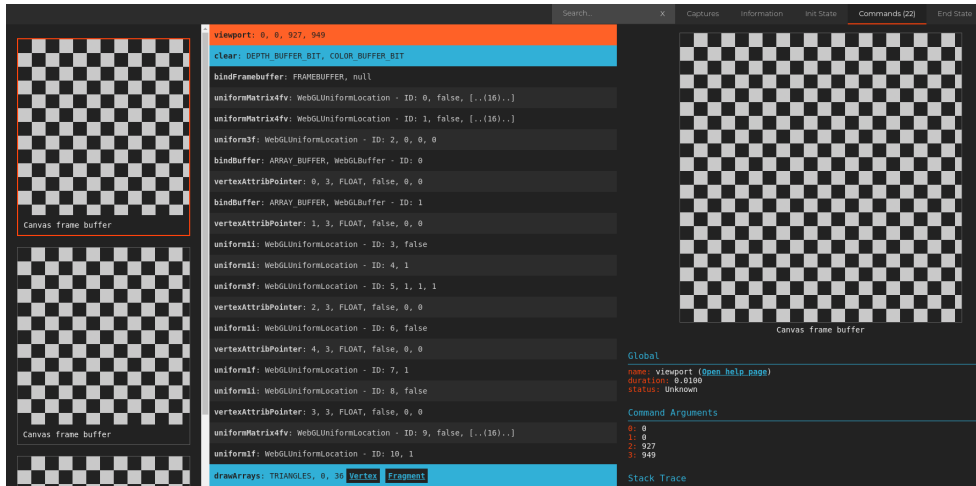 Search... X Captures Information Init State Commands (22) End State
Canvas frame buffer
Canvas frame buffer
viewport: 0, 0, 927, 949
clear: DEPTH_BUFFER_BIT, COLOR_BUFFER_BIT
bindFramebuffer: FRAMEBUFFER, null
uniformMatrix4fv: WebGLUniformLocation - ID: 0, false, [..(16)..]
uniformMatrix4fv: WebGLUniformLocation - ID: 1, false, [..(16)..]
uniform3f: WebGLUniformLocation - ID: 2, 0, 0, 0
bindBuffer: ARRAY_BUFFER, WebGLBuffer - ID: 0
vertexAttribPointer: 0, 3, FLOAT, false, 0, 0
bindBuffer: ARRAY_BUFFER, WebGLBuffer - ID: 1
vertexAttribPointer: 1, 3, FLOAT, false, 0, 0
uniform1i: WebGLUniformLocation - ID: 3, false
uniform1i: WebGLUniformLocation - ID: 4, 1
uniform3f: WebGLUniformLocation - ID: 5, 1, 1, 1
vertexAttribPointer: 2, 3, FLOAT, false, 0, 0
uniform1i: WebGLUniformLocation - ID: 6, false
vertexAttribPointer: 4, 3, FLOAT, false, 0, 0
uniform1f: WebGLUniformLocation - ID: 7, 1
uniform1i: WebGLUniformLocation - ID: 8, false
vertexAttribPointer: 3, 3, FLOAT, false, 0, 0
uniformMatrix4fv: WebGLUniformLocation - ID: 9, false, [..(16)..]
uniform1f: WebGLUniformLocation - ID: 10, 1
drawArrays: TRIANGLES, 0, 36 Vertex Fragment
Canvas frame buffer
Global
name: viewport (Open help page)
duration: 0.0100
status: Unknown
Command Arguments
0: 0
1: 0
2: 927
3: 949
Stack Trace